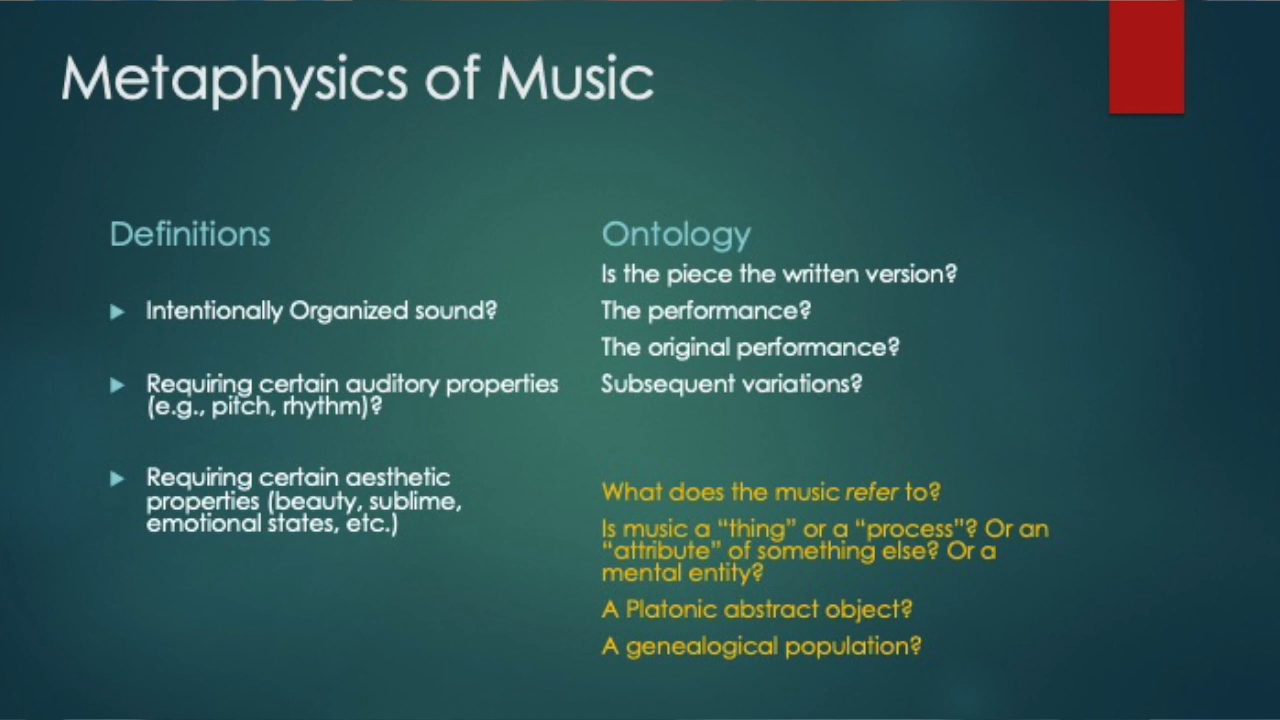 Metaphysics of Music
Definitions
Intentionally Organized sound?
Requiring certain auditory properties
(e.g., pitch, rhythm)?
Requiring certain aesthetic
properties (beauty, sublime,
emotional states, etc.)
Ontology
Is the piece the written version?
The performance?
The original performance?
Subsequent variations?
What does the music refer to?
Is music a “thing” or a “process”? Or an
“attribute” of something else? Or a
mental entity?
A Platonic abstract object?
A genealogical population?